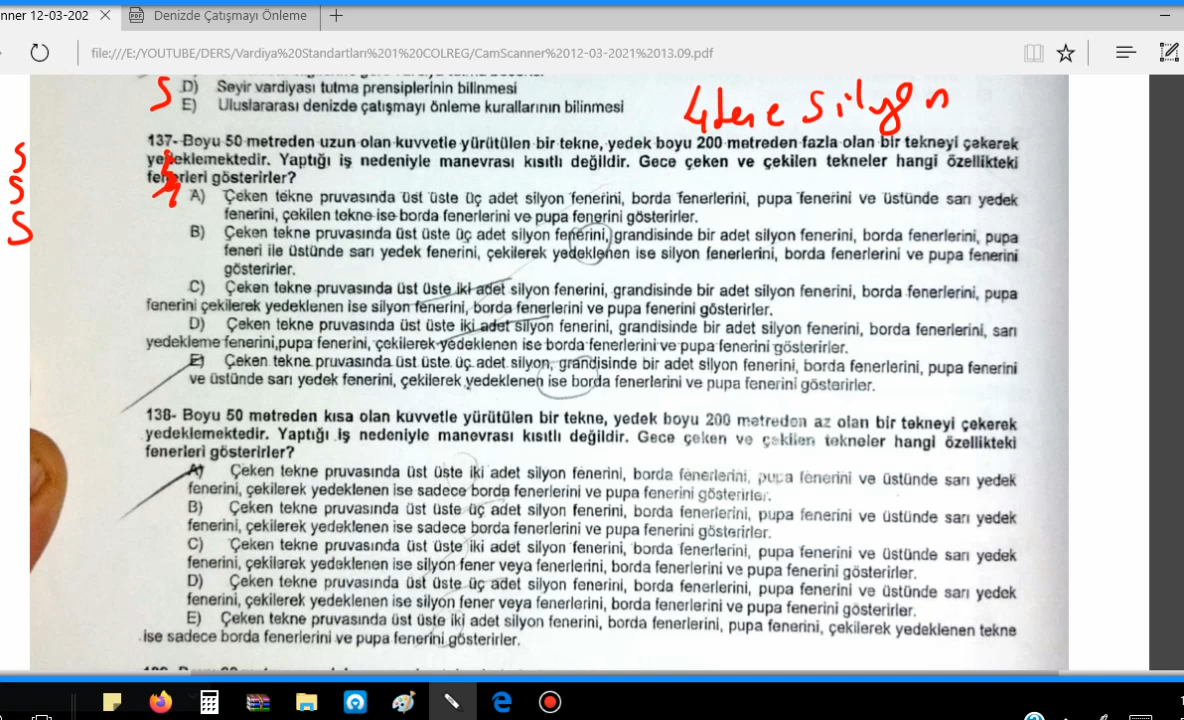 nner 12-03-202
Denizde Çatışmayı Önleme
file:///E:/YOUTUBE/DERS/Vardiya%20Standartları%201%20COLREG/CamScanner%2012-03-2021%2013.09.pdf
D) Seyir vardiyası tutma prensiplerinin bilinmesi
E) Uluslararası denizde çatışmayı önleme kurallarının bilinmesi
4 tene silyon
S
137- Boyu 50 metreden uzun olan kuvvetle yürütülen bir tekne, yedek boyu 200 metreden fazla olan bir tekneyi çekerek
yedeklemektedir. Yaptığı iş nedeniyle manevrası kısıtlı değildir. Gece çeken ve çekilen tekneler hangi özellikteki
fenerleri gösterirler?
S
S
S
A) Çeken tekne pruvasında üst üste üç adet silyon fenerini, borda fenerlerini, pupa fenerini ve üstünde sarı yedek
fenerini, çekilen tekne ise borda fenerlerini ve pupa fenerini gösterirler.
B) Çeken tekne pruvasında üst üste üç adet silyon fenerini, grandisinde bir adet silyon fenerini, borda fenerlerini, pupa
feneri ile üstünde sarı yedek fenerini, çekilerek yedeklenen ise silyon fenerlerini, borda fenerlerini ve pupa fenerini
gösterirler.
C) Çeken tekne pruvasında üst üste iki adet silyon fenerini, grandisinde bir adet silyon fenerini, borda fenerlerini, pupa
fenerini çekilerek yedeklenen ise silyon fenerini, borda fenerlerini ve pupa fenerini gösterirler.
D) Çeken tekne pruvasında üst üste iki adet silyon fenerini, grandisinde bir adet silyon fenerini, borda fenerlerini, sarı
yedekleme fenerini,pupa fenerini, çekilerek yedeklenen ise borda fenerlerini ve pupa fenerini gösterirler.
E) Çeken tekne pruvasında üst üste üç adet silyon, grandisinde bir adet silyon fenerini, borda fenerlerini, pupa fenerini
ve üstünde sarı yedek fenerini, çekilerek yedeklenen ise borda fenerlerini ve pupa fenerini gösterirler.
138- Boyu 50 metreden kısa olan kuvvetle yürütülen bir tekne, yedek boyu 200 metreden az olan bir tekneyi çekerek
yedeklemektedir. Yaptığı iş nedeniyle manevrası kısıtlı değildir. Gece çeken ve çekilen tekneler hangi özellikteki
fenerleri gösterirler?
A) Çeken tekne pruvasında üst üste iki adet silyon fenerini, borda fenerlerini, pupa fenerini ve üstünde sarı yedek
fenerini, çekilerek yedeklenen ise sadece borda fenerlerini ve pupa fenerini gösterirler.
B) Çeken tekne pruvasında üst üste üç adet silyon fenerini, borda fenerlerini, pupa fenerini ve üstünde sarı yedek
fenerini, çekilerek yedeklenen ise sadece borda fenerlerini ve pupa fenerini gösterirler.
C) Çeken tekne pruvasında üst üste iki adet silyon fenerini, borda fenerlerini, pupa fenerini ve üstünde sarı yedek
fenerini, çekilerek yedeklenen ise silyon fener veya fenerlerini, borda fenerlerini ve pupa fenerini gösterirler.
D) Çeken tekne pruvasında üst üste üç adet silyon fenerini, borda fenerlerini, pupa fenerini ve üstünde sarı yedek
fenerini, çekilerek yedeklenen ise silyon fener veya fenerlerini, borda fenerlerini ve pupa fenerini gösterirler.
E) Çeken tekne pruvasında üst üste iki adet silyon fenerini, borda fenerlerini, pupa fenerini, çekilerek yedeklenen tekne
ise sadece borda fenerlerini ve pupa fenerini gösterirler.